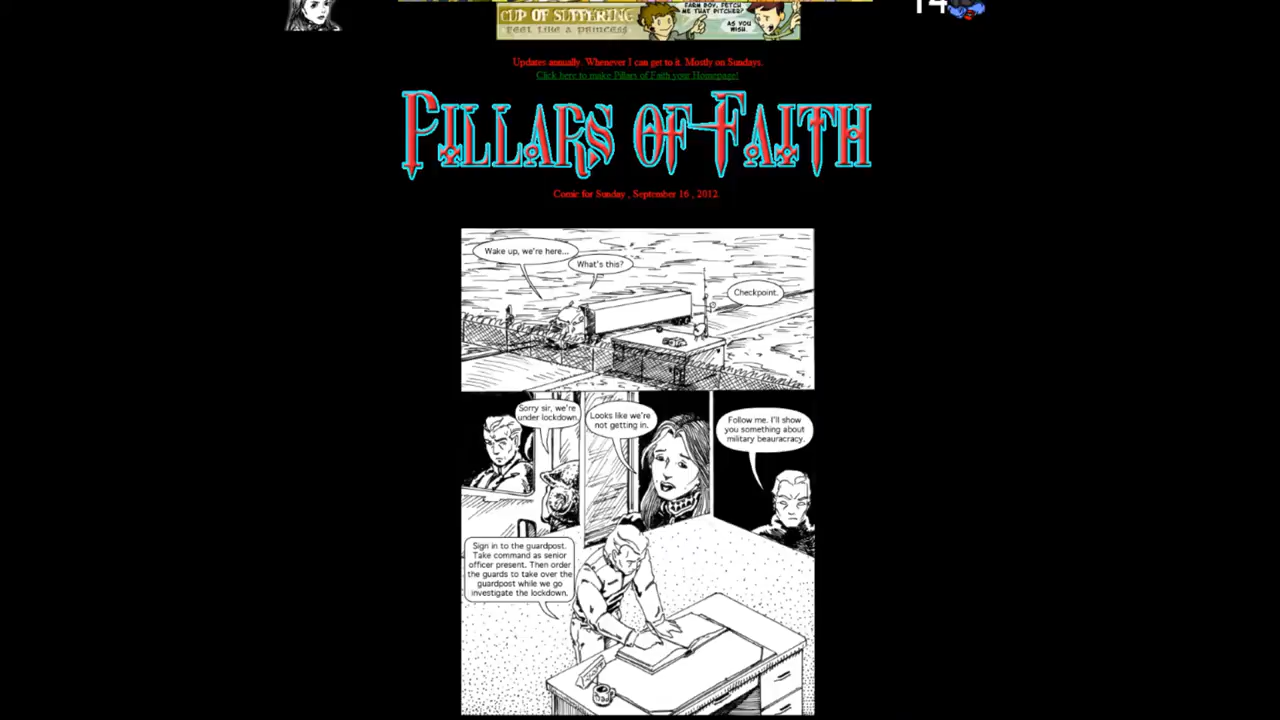 14
CUP OF SUFFERING
FEEL LIKE A PRINCESS
FARM BOY, FETCH
ME THAT PITCHER?
AS YOU
WISH.
Updates annually. Whenever I can get to it. Mostly on Sundays.
Click here to make Pillars of Faith your Homepage!
PILLARS OF FAITH
Comic for Sunday , September 16 , 2012
Wake up, we're here...
What's this?
Checkpoint.
Sorry sir, we're
under lockdown.
Looks like we're
not getting in.
Follow me. I'll show
you something about
military beauracracy.
Sign in to the guardpost.
Take command as senior
officer present. Then order
the guards to take over the
guardpost while we go
investigate the lockdown.